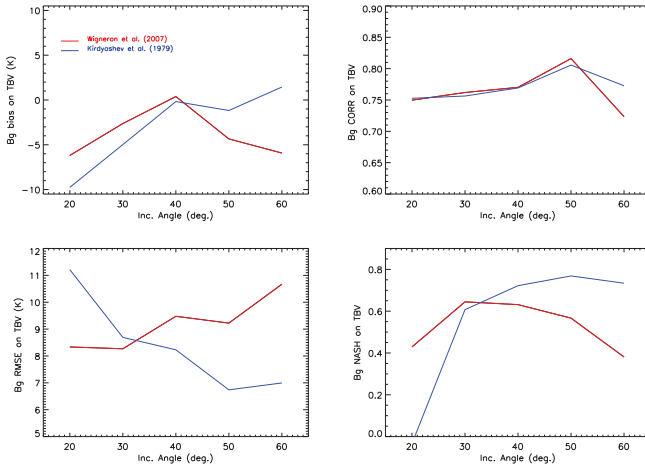 Bg bias on TBV (K)
10
5
0
−5
−10
Wigneron et al. (2007)
Kirdyashev et al. (1979)
20 30 40 50 60
Inc. Angle (deg.)
Bg CORR on TBV
0.90
0.85
0.80
0.75
0.70
0.65
0.60
20 30 40 50 60
Inc. Angle (deg.)
Bg RMSE on TBV (K)
12
11
10
9
8
7
6
5
20 30 40 50 60
Inc. Angle (deg.)
Bg NASH on TBV
0.8
0.6
0.4
0.2
0.0
20 30 40 50 60
Inc. Angle (deg.)